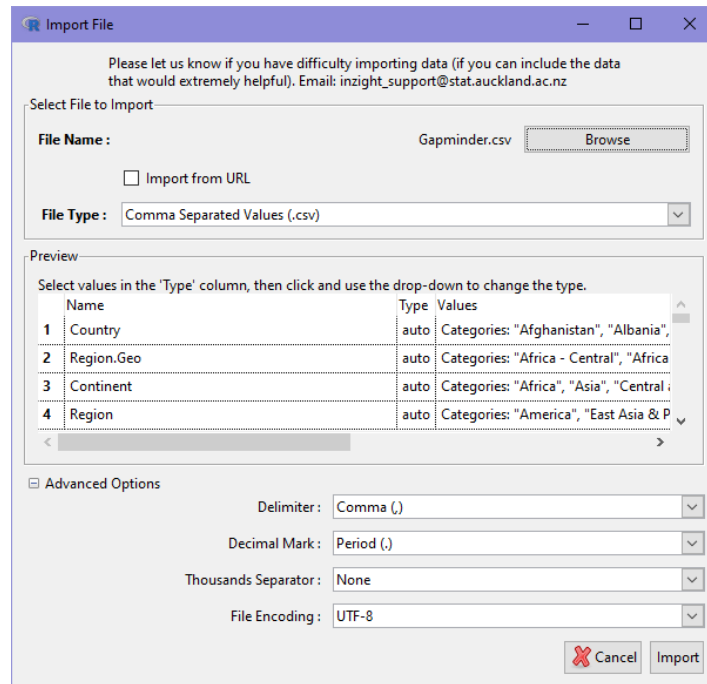 Import File
Please let us know if you have difficulty importing data (if you can include the data
that would extremely helpful). Email: inzight_support@stat.auckland.ac.nz
Select File to Import
File Name : Gapminder.csv Browse
Import from URL
File Type : Comma Separated Values (.csv)
Preview
Select values in the 'Type' column, then click and use the drop-down to change the type.
Name Type Values
1 Country auto Categories: "Afghanistan", "Albania",
2 Region.Geo auto Categories: "Africa - Central", "Africa
3 Continent auto Categories: "Africa", "Asia", "Central
4 Region auto Categories: "America", "East Asia & P
Advanced Options
Delimiter : Comma (,)
Decimal Mark : Period (.)
Thousands Separator : None
File Encoding : UTF-8
Cancel Import